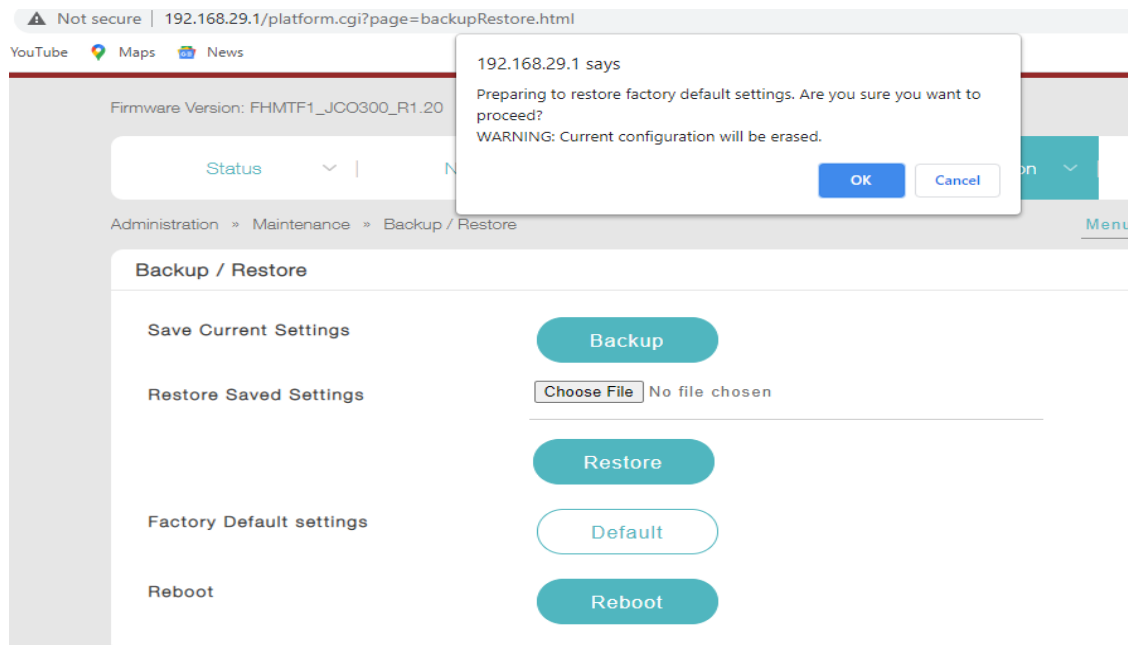 Not secure | 192.168.29.1/platform.cgi?page=backupRestore.html
YouTube Maps News
192.168.29.1 says
Preparing to restore factory default settings. Are you sure you want to
proceed?
WARNING: Current configuration will be erased.
OK Cancel
Firmware Version: FHMTF1_JCO300_R1.20
Status | N on |
Administration » Maintenance » Backup / Restore Menu
Backup / Restore
Save Current Settings Backup
Restore Saved Settings Choose File No file chosen
Restore
Factory Default settings Default
Reboot Reboot